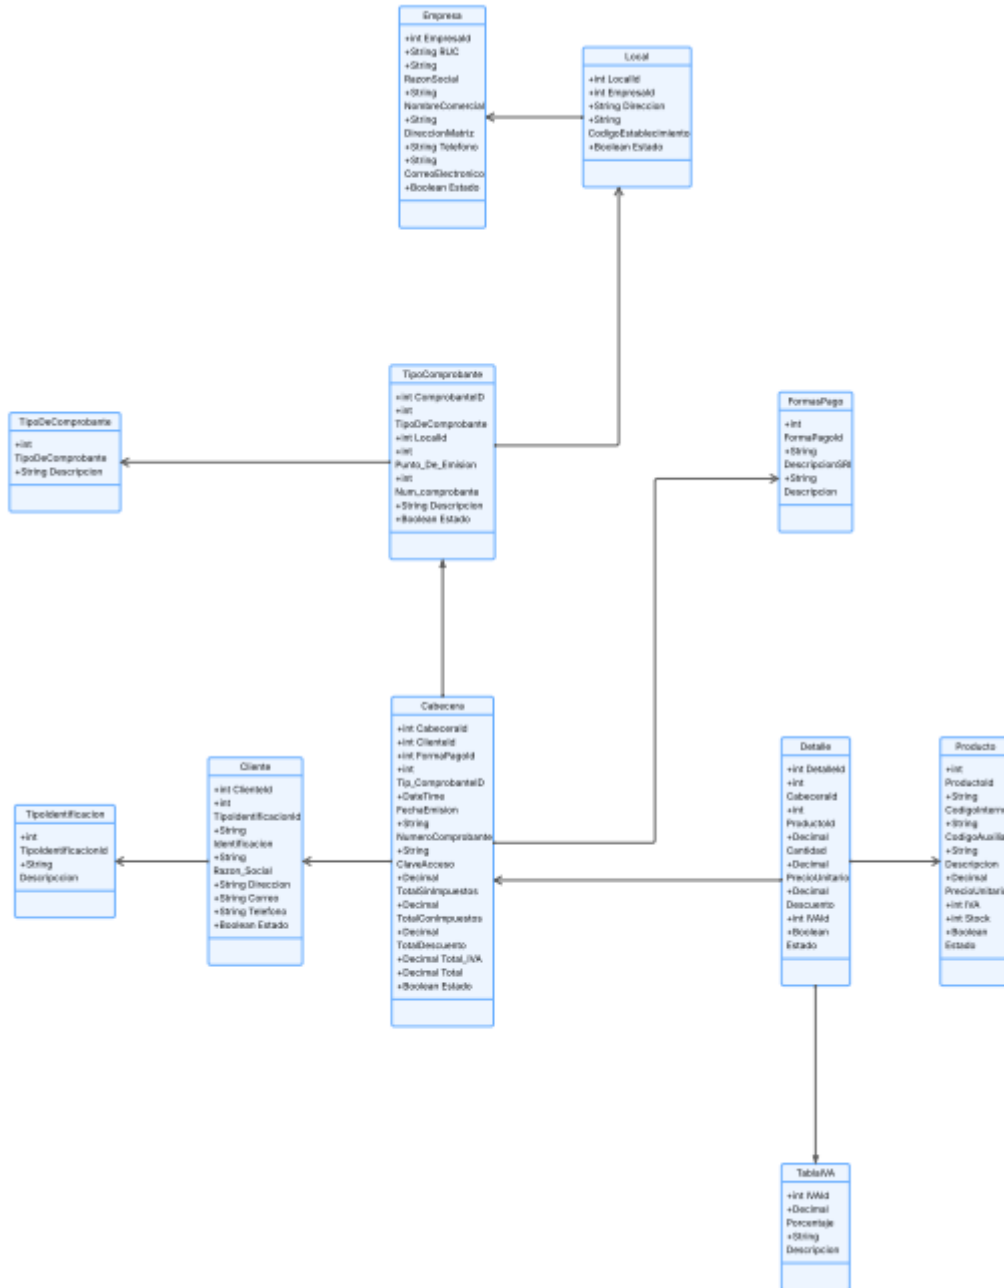 Empresa
+int EmpresaId
+String RUC
+String
RazonSocial
+String
NombreComercial
+String
DireccionMatriz
+String Telefono
+String
CorreoElectronico
+Boolean Estado
Local
+int LocalId
+int EmpresaId
+String Direccion
+String
CodigoEstablecimiento
+Boolean Estado
TipoComprobante
+int ComprobanteID
+int
TipoDeComprobante
+int LocalId
+int
Punto_De_Emision
+int
Num_comprobante
+String Descripcion
+Boolean Estado
TipoDeComprobante
+int
TipoDeComprobante
+String Descripcion
FormasPago
+int
FormaPagoId
+String
DescripcionSRI
+String
Descripcion
Cabecera
+int CabeceraId
+int ClienteId
+int FormaPagoId
+int
Tip_ComprobanteID
+DateTime
FechaEmision
+String
NumeroComprobante
+String
ClaveAcceso
+Decimal
TotalSinImpuestos
+Decimal
TotalConImpuestos
+Decimal
TotalDescuento
+Decimal Total_IVA
+Decimal Total
+Boolean Estado
Cliente
+int ClienteId
+int
TipoIdentificacionId
+String
Identificacion
+String
Razon_Social
+String Direccion
+String Correo
+String Telefono
+Boolean Estado
TipoIdentificacion
+int
TipoIdentificacionId
+String
Descripccion
Detalle
+int DetalleId
+int
CabeceraId
+int
ProductoId
+Decimal
Cantidad
+Decimal
PrecioUnitario
+Decimal
Descuento
+int IVAId
+Boolean
Estado
Producto
+int
ProductoId
+String
CodigoIntern
+String
CodigoAuxilia
+String
Descripcion
+Decimal
PrecioUnitari
+int IVA
+int Stock
+Boolean
Estado
TablaIVA
+int IVAId
+Decimal
Porcentaje
+String
Descripcion